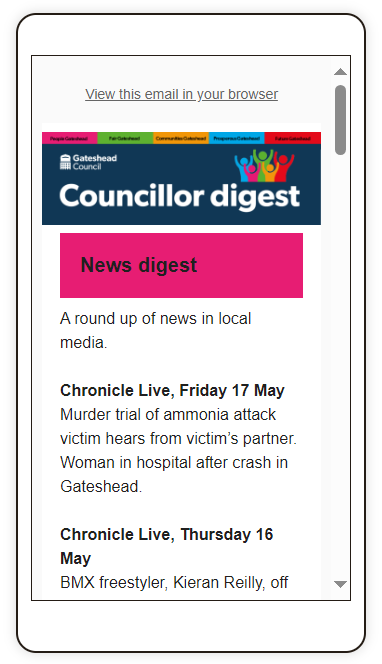 View this email in your browser
People Gateshead Fair Gateshead Communities Gateshead Prosperous Gateshead Future Gateshead
Gateshead
Council
Councillor digest
News digest
A round up of news in local
media.
Chronicle Live, Friday 17 May
Murder trial of ammonia attack
victim hears from victim’s partner.
Woman in hospital after crash in
Gateshead.
Chronicle Live, Thursday 16
May
BMX freestyler, Kieran Reilly, off